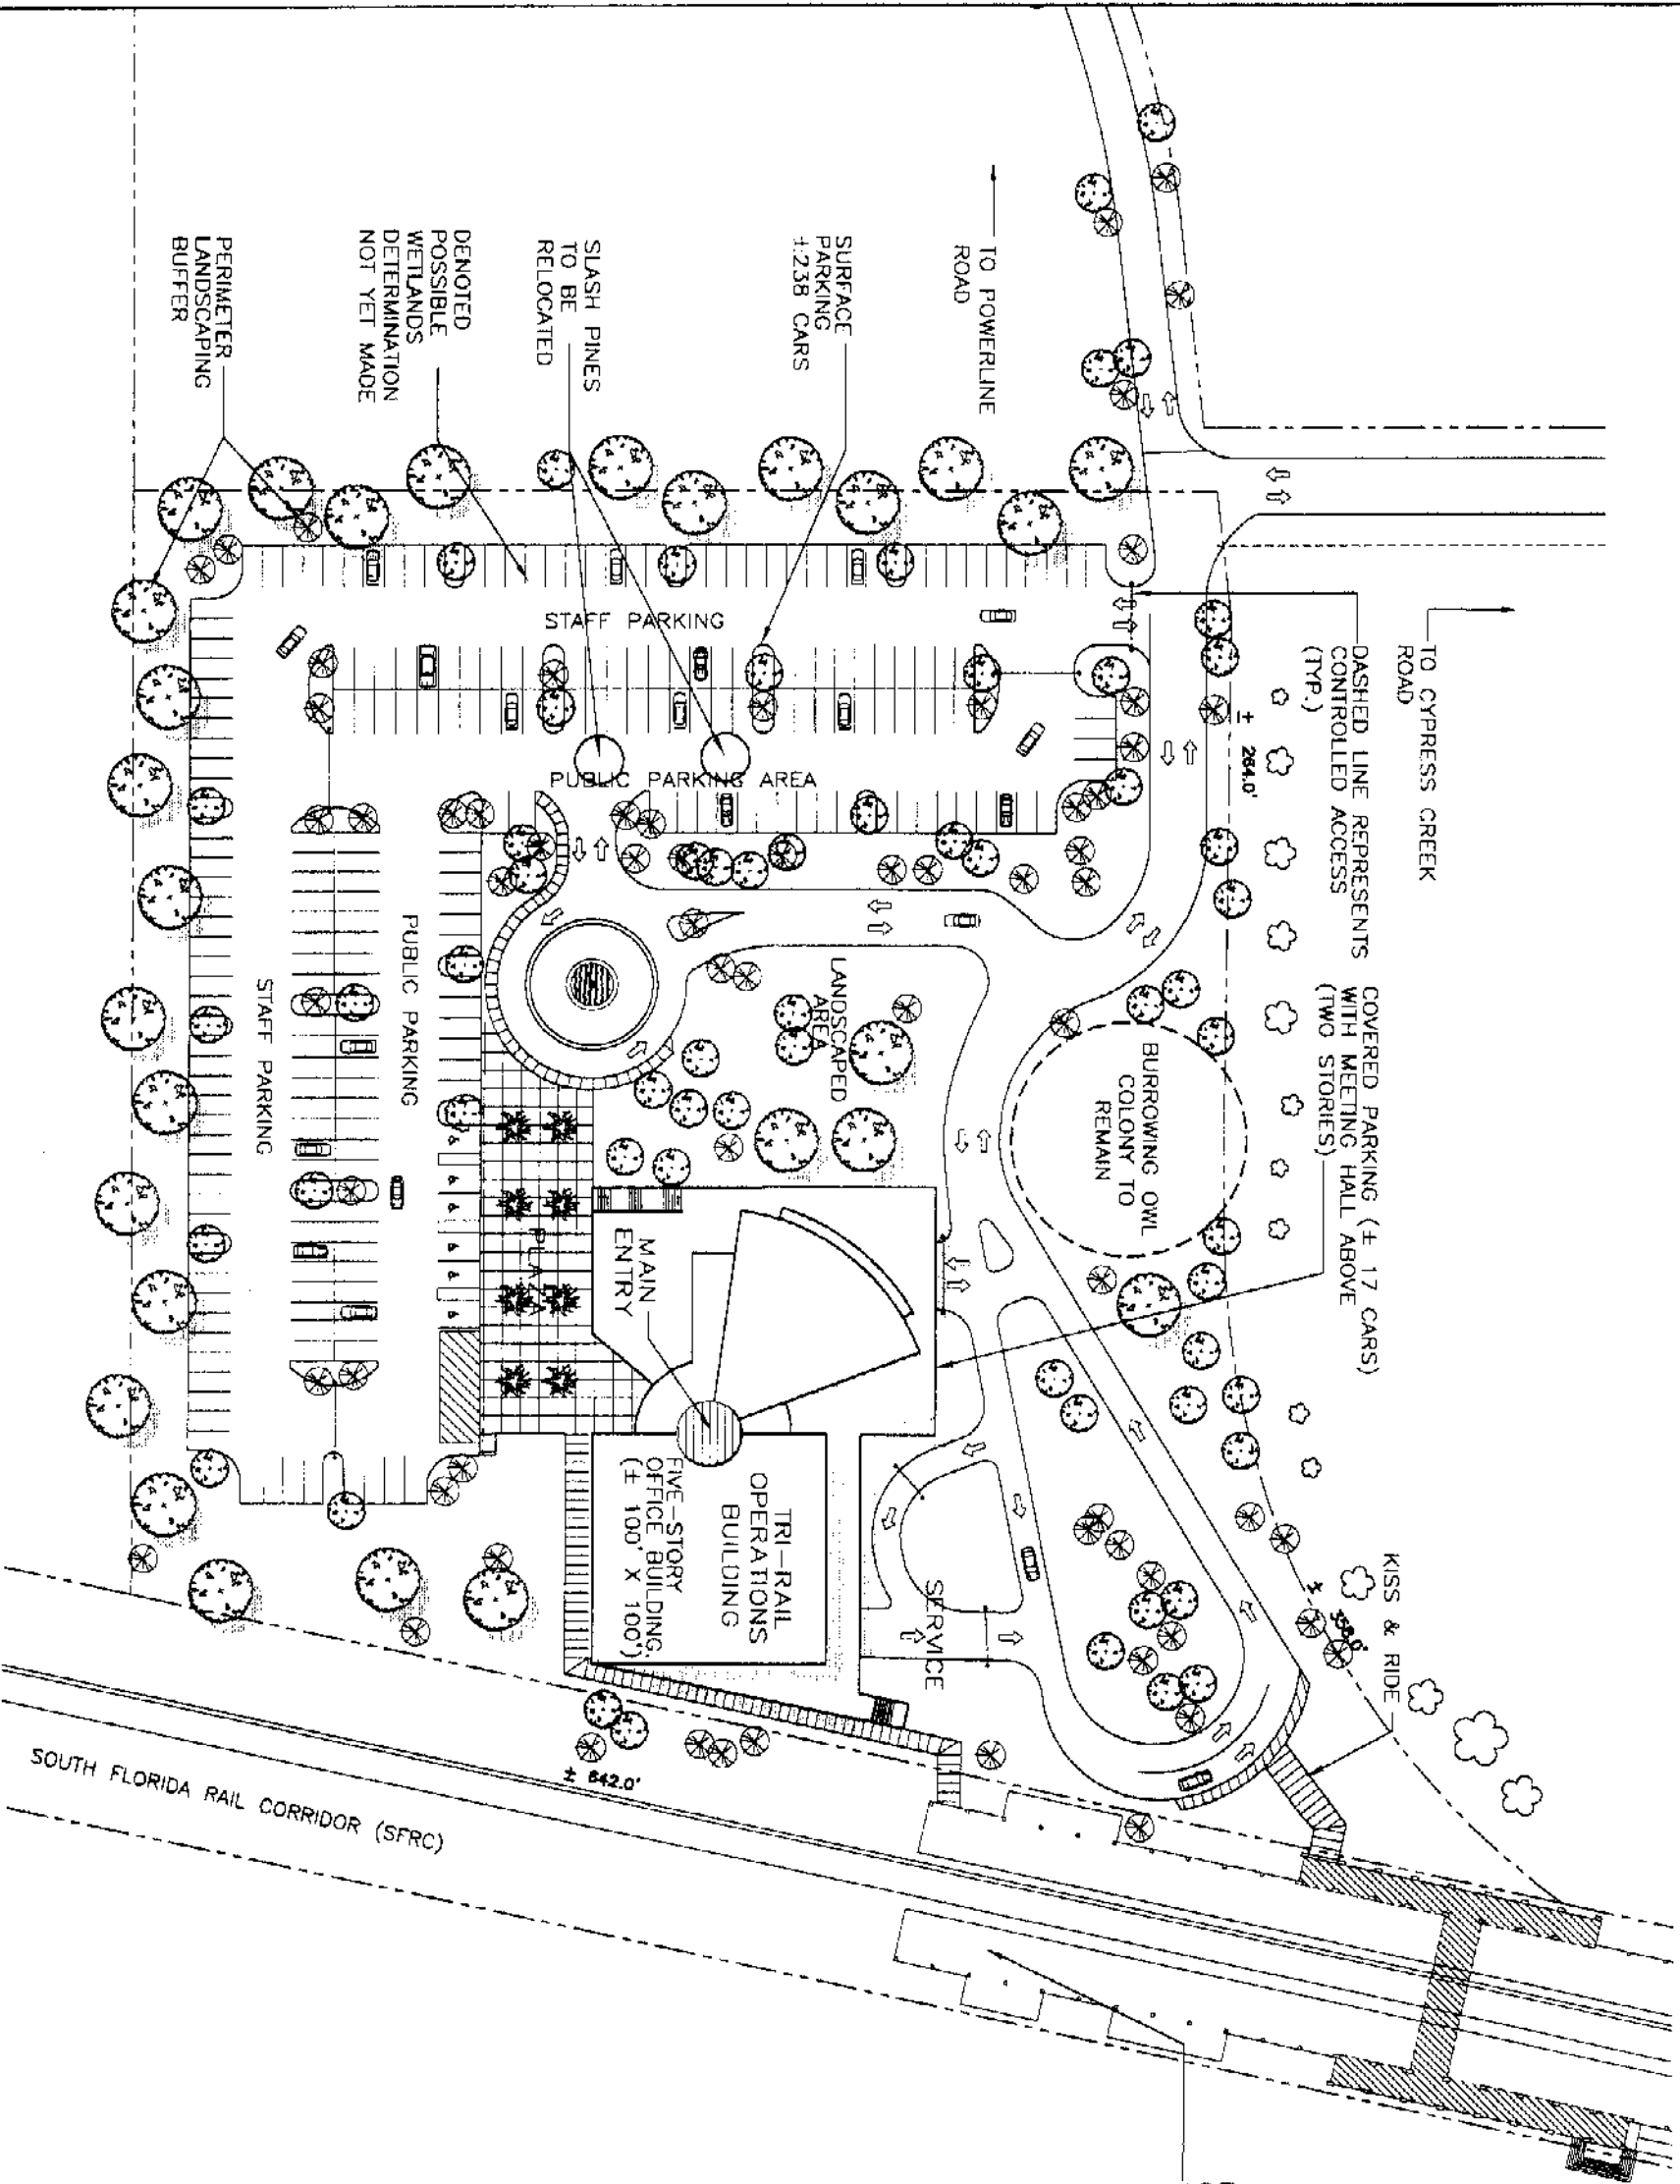 TO CYPRESS CREEK
ROAD
DASHED LINE REPRESENTS
CONTROLLED ACCESS
(TYP.)
COVERED PARKING (± 17 CARS)
WITH MEETING HALL ABOVE
(TWO STORIES)
KISS & RIDE
± 264.0'
BURROWING OWL
COLONY TO
REMAIN
TO POWERLINE
ROAD
SURFACE
PARKING
±238 CARS
SLASH PINES
TO BE
RELOCATED
DENOTED
POSSIBLE
WETLANDS
DETERMINATION
NOT YET MADE
PERIMETER
LANDSCAPING
BUFFER
STAFF PARKING
PUBLIC PARKING AREA
LANDSCAPED
AREA
SERVICE
MAIN
ENTRY
TRI-RAIL
OPERATIONS
BUILDING
FIVE-STORY
OFFICE BUILDING
(± 100' X 100')
PLAZA
PUBLIC PARKING
STAFF PARKING
± 642.0'
SOUTH FLORIDA RAIL CORRIDOR (SFRC)